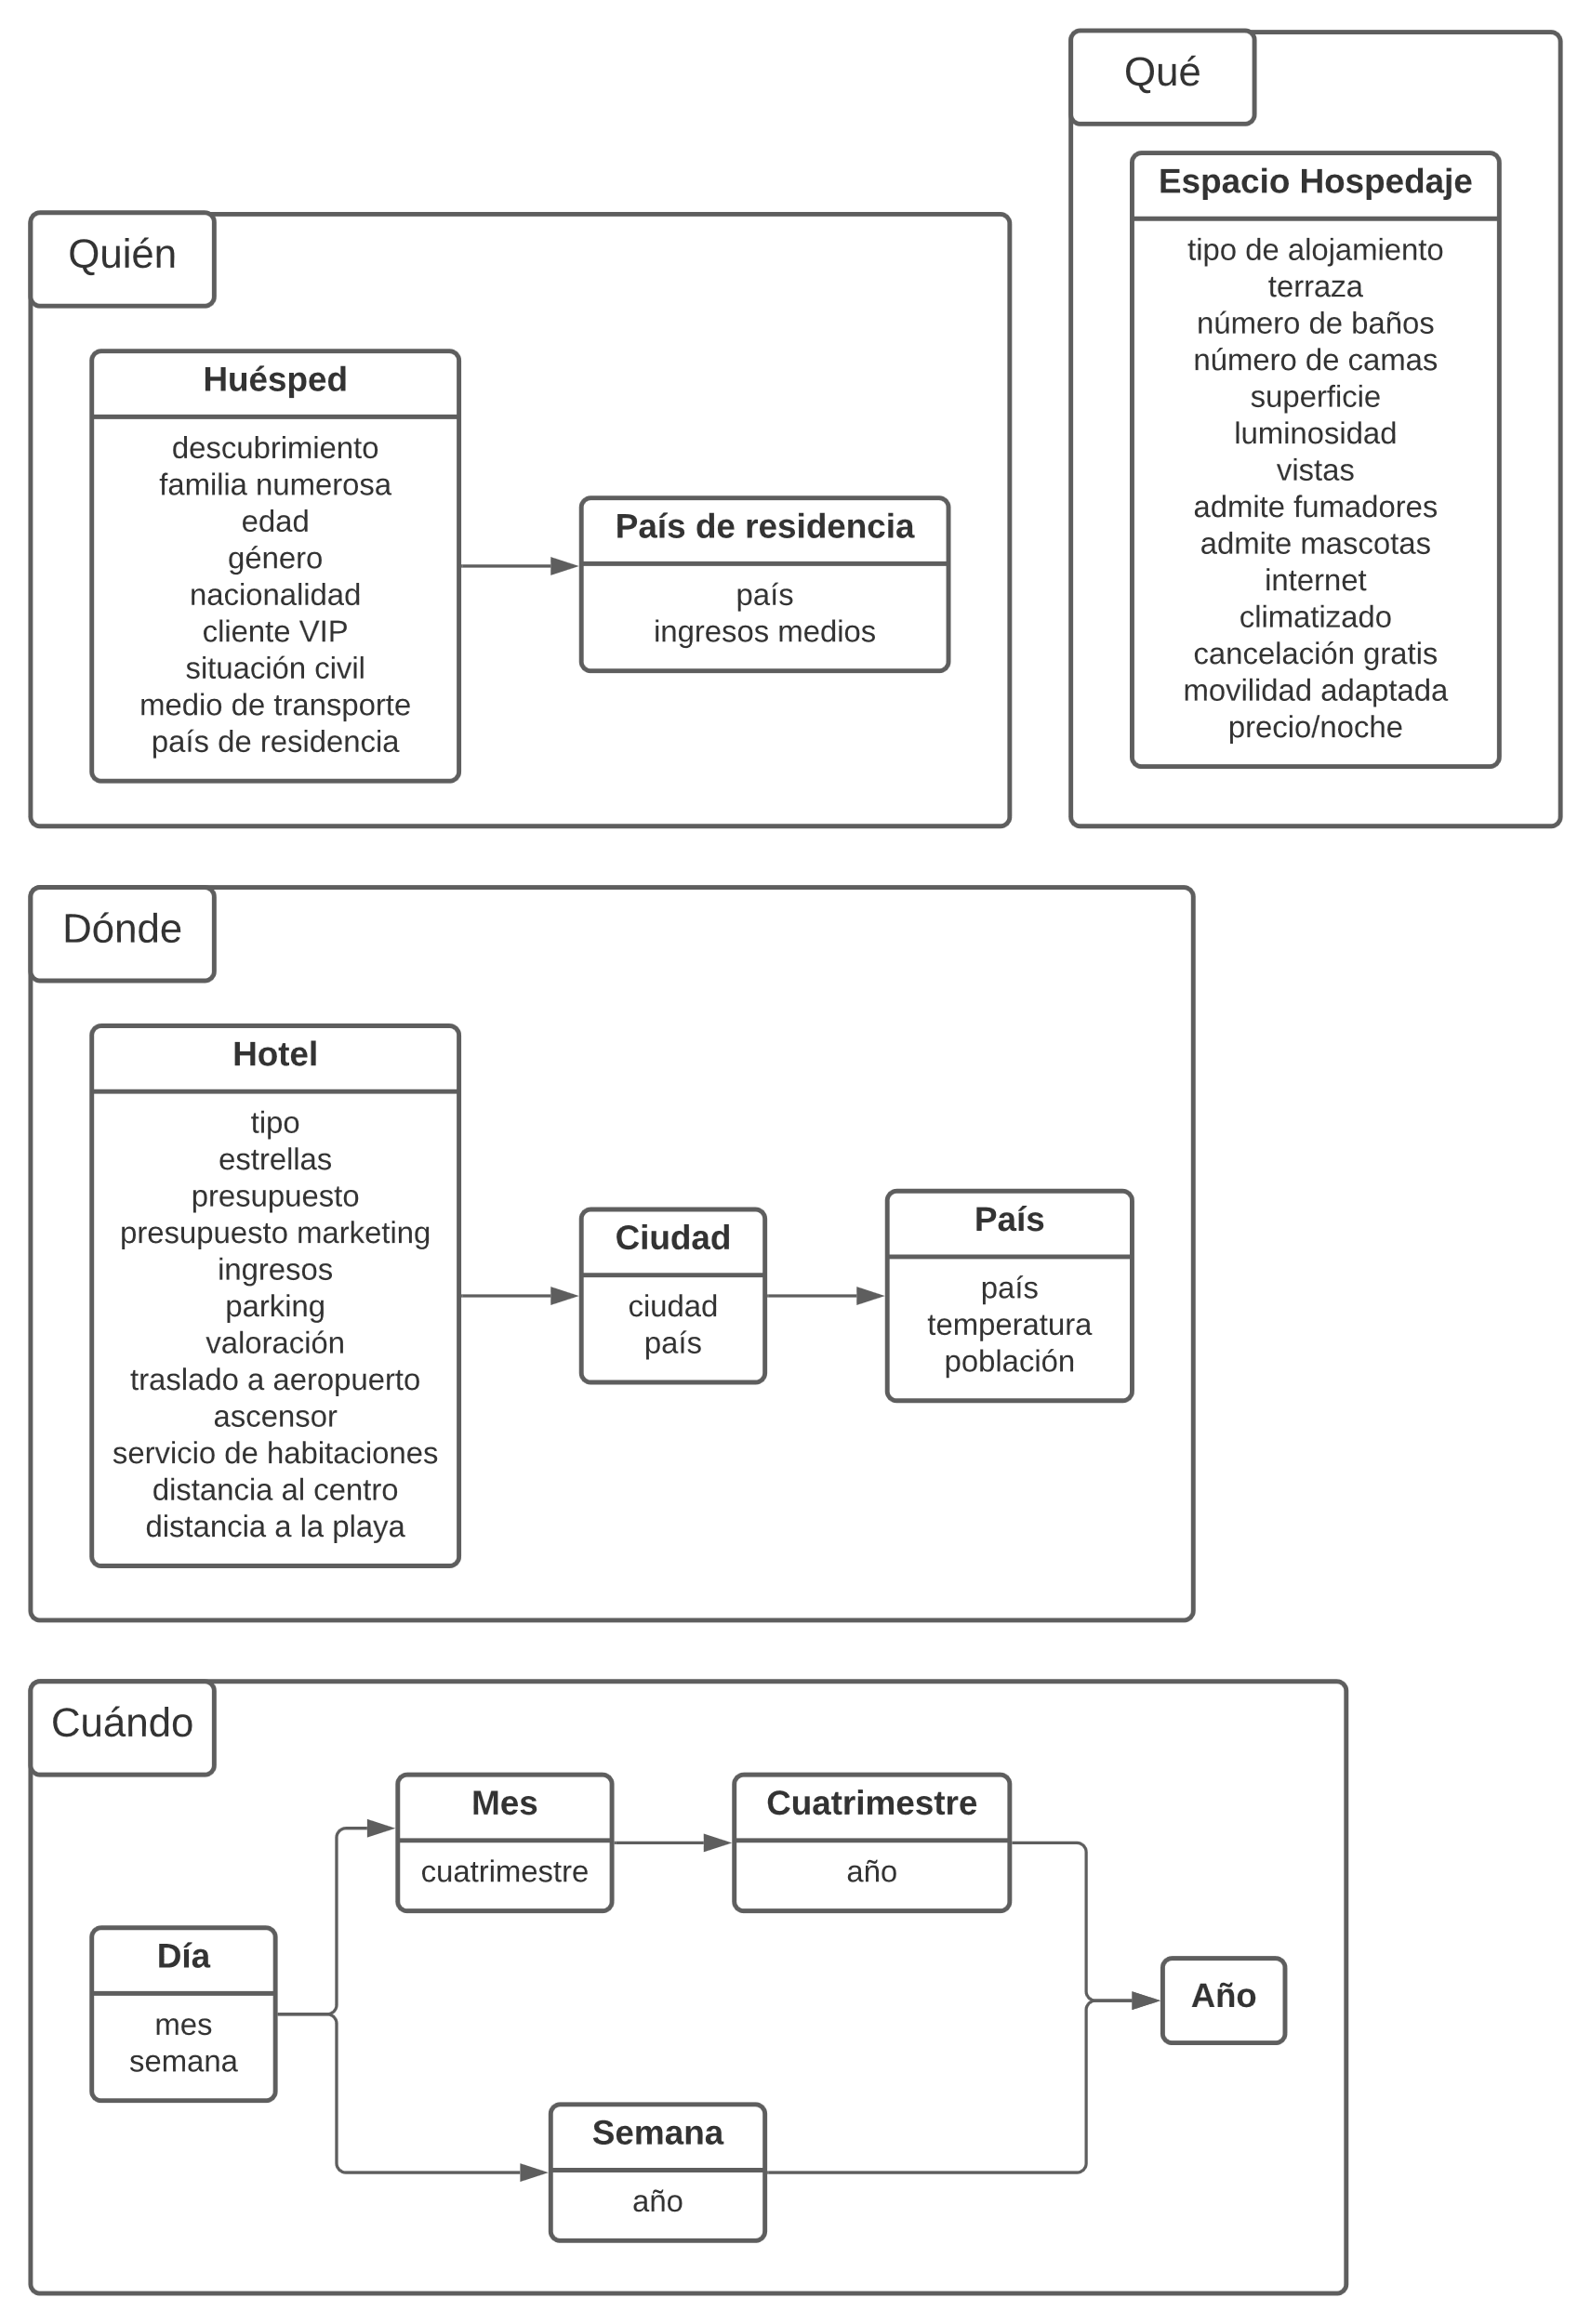 Quién
Huésped
descubrimiento
familia numerosa
edad
género
nacionalidad
cliente VIP
situación civil
medio de transporte
país de residencia
País de residencia
país
ingresos medios
Qué
Espacio Hospedaje
tipo de alojamiento
terraza
número de baños
número de camas
superficie
luminosidad
vistas
admite fumadores
admite mascotas
internet
climatizado
cancelación gratis
movilidad adaptada
precio/noche
Dónde
Hotel
tipo
estrellas
presupuesto
presupuesto marketing
ingresos
parking
valoración
traslado a aeropuerto
ascensor
servicio de habitaciones
distancia al centro
distancia a la playa
Ciudad
ciudad
país
País
país
temperatura
población
Cuándo
Día
mes
semana
Mes
cuatrimestre
Cuatrimestre
año
Semana
año
Año